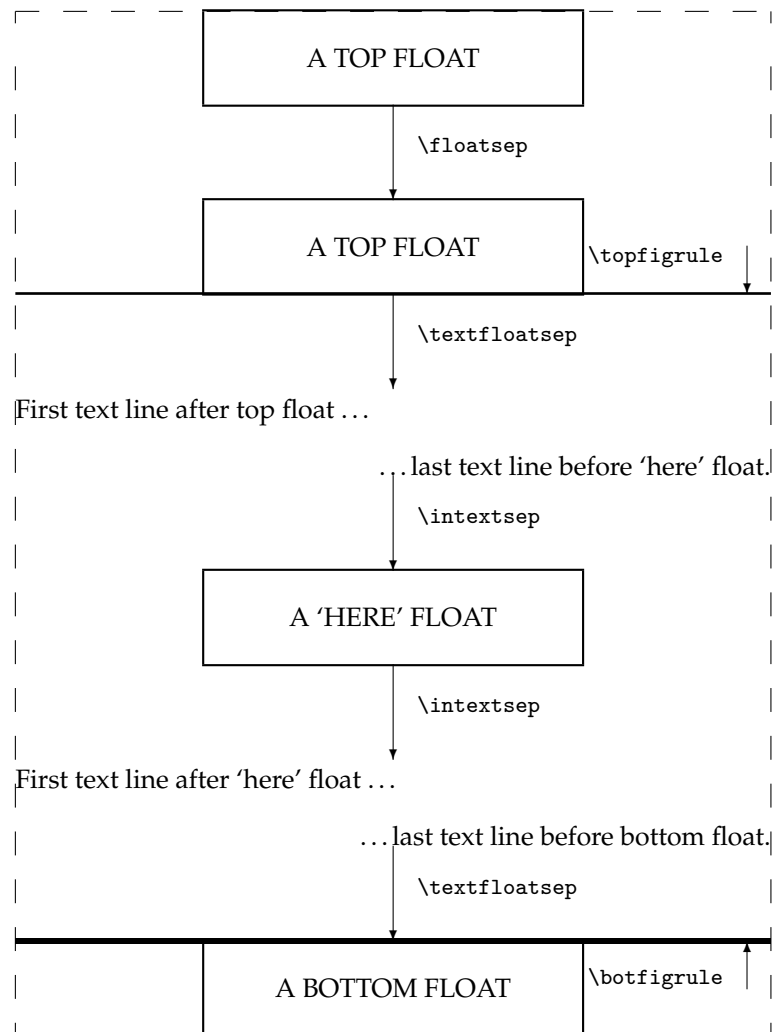 A TOP FLOAT
\floatsep
A TOP FLOAT
\topfigrule
\textfloatsep
First text line after top float . . .
. . . last text line before ‘here’ float.
\intextsep
A ‘HERE’ FLOAT
\intextsep
First text line after ‘here’ float . . .
. . . last text line before bottom float.
\textfloatsep
A BOTTOM FLOAT
\botfigrule